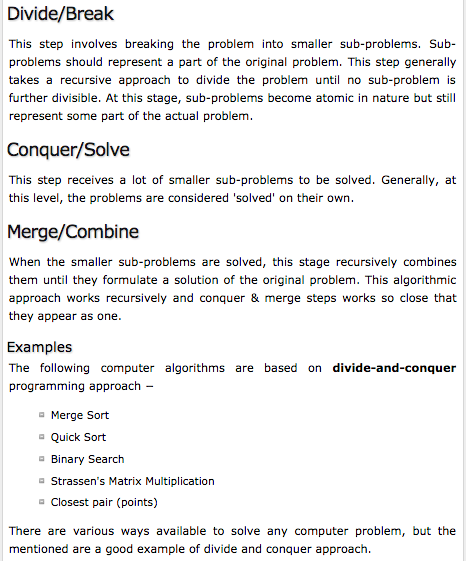 Divide/Break
This step involves breaking the problem into smaller sub-problems. Sub-
problems should represent a part of the original problem. This step generally
takes a recursive approach to divide the problem until no sub-problem is
further divisible. At this stage, sub-problems become atomic in nature but still
represent some part of the actual problem.
Conquer/Solve
This step receives a lot of smaller sub-problems to be solved. Generally, at
this level, the problems are considered 'solved' on their own.
Merge/Combine
When the smaller sub-problems are solved, this stage recursively combines
them until they formulate a solution of the original problem. This algorithmic
approach works recursively and conquer & merge steps works so close that
they appear as one.
Examples
The following computer algorithms are based on divide-and-conquer
programming approach −
Merge Sort
Quick Sort
Binary Search
Strassen's Matrix Multiplication
Closest pair (points)
There are various ways available to solve any computer problem, but the
mentioned are a good example of divide and conquer approach.